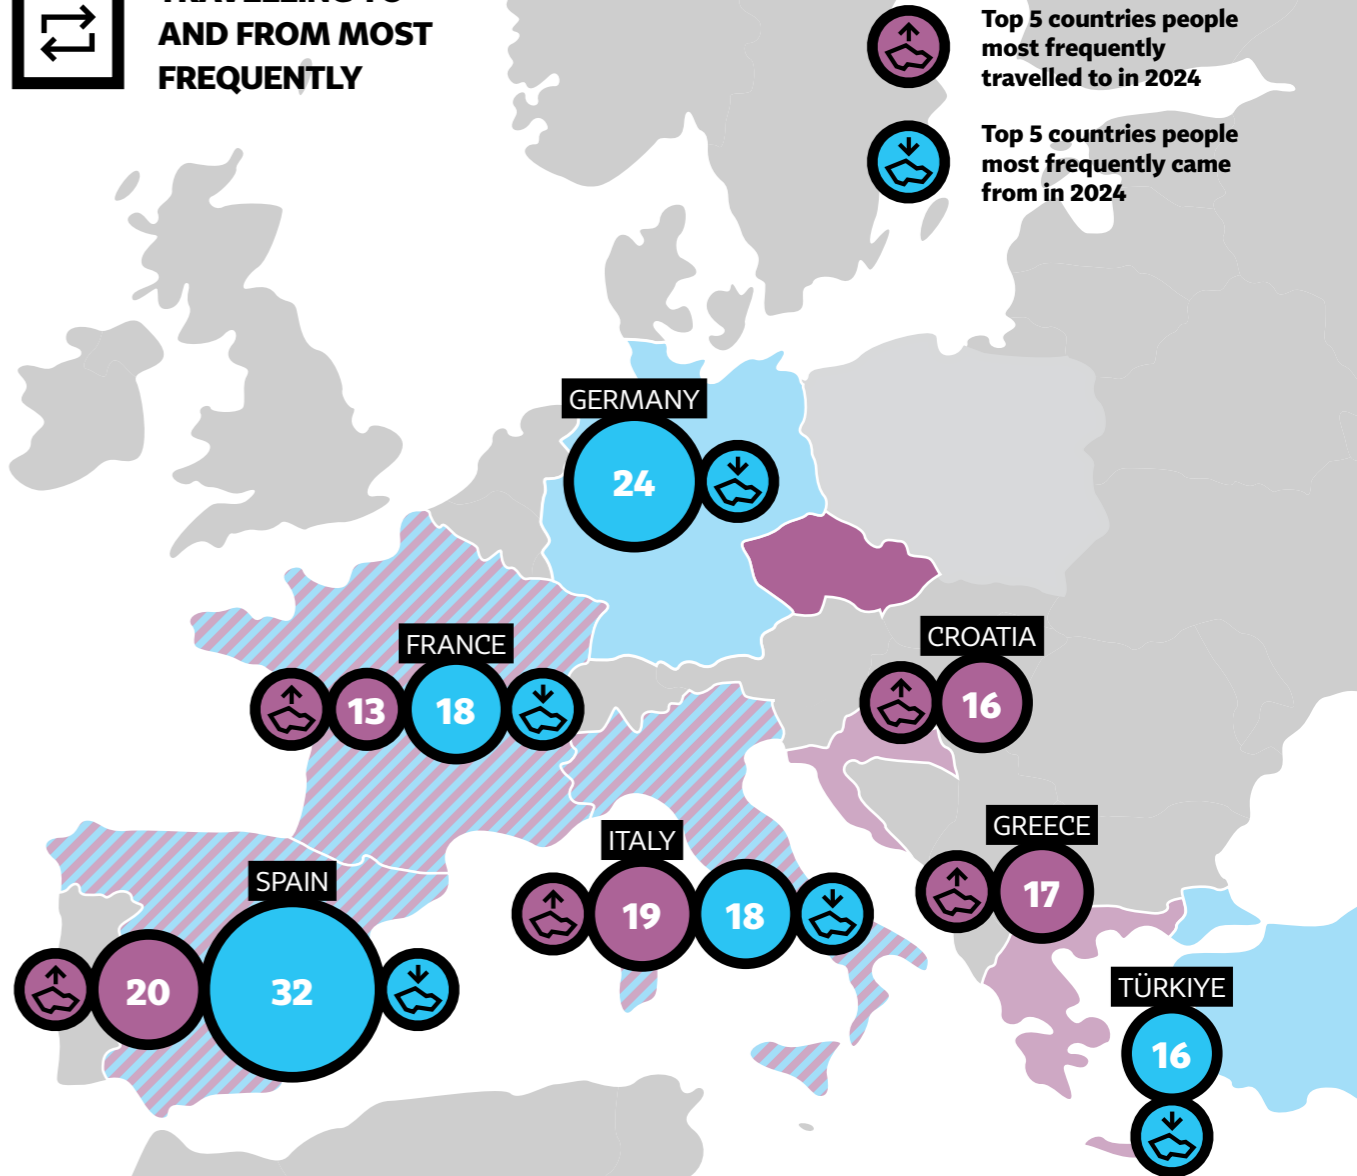 TRAVELLING TO
AND FROM MOST
FREQUENTLY
Top 5 countries people
most frequently
travelled to in 2024
Top 5 countries people
most frequently came
from in 2024
GERMANY
24
FRANCE
13
18
CROATIA
16
ITALY
19
18
GREECE
17
SPAIN
20
32
TÜRKIYE
16